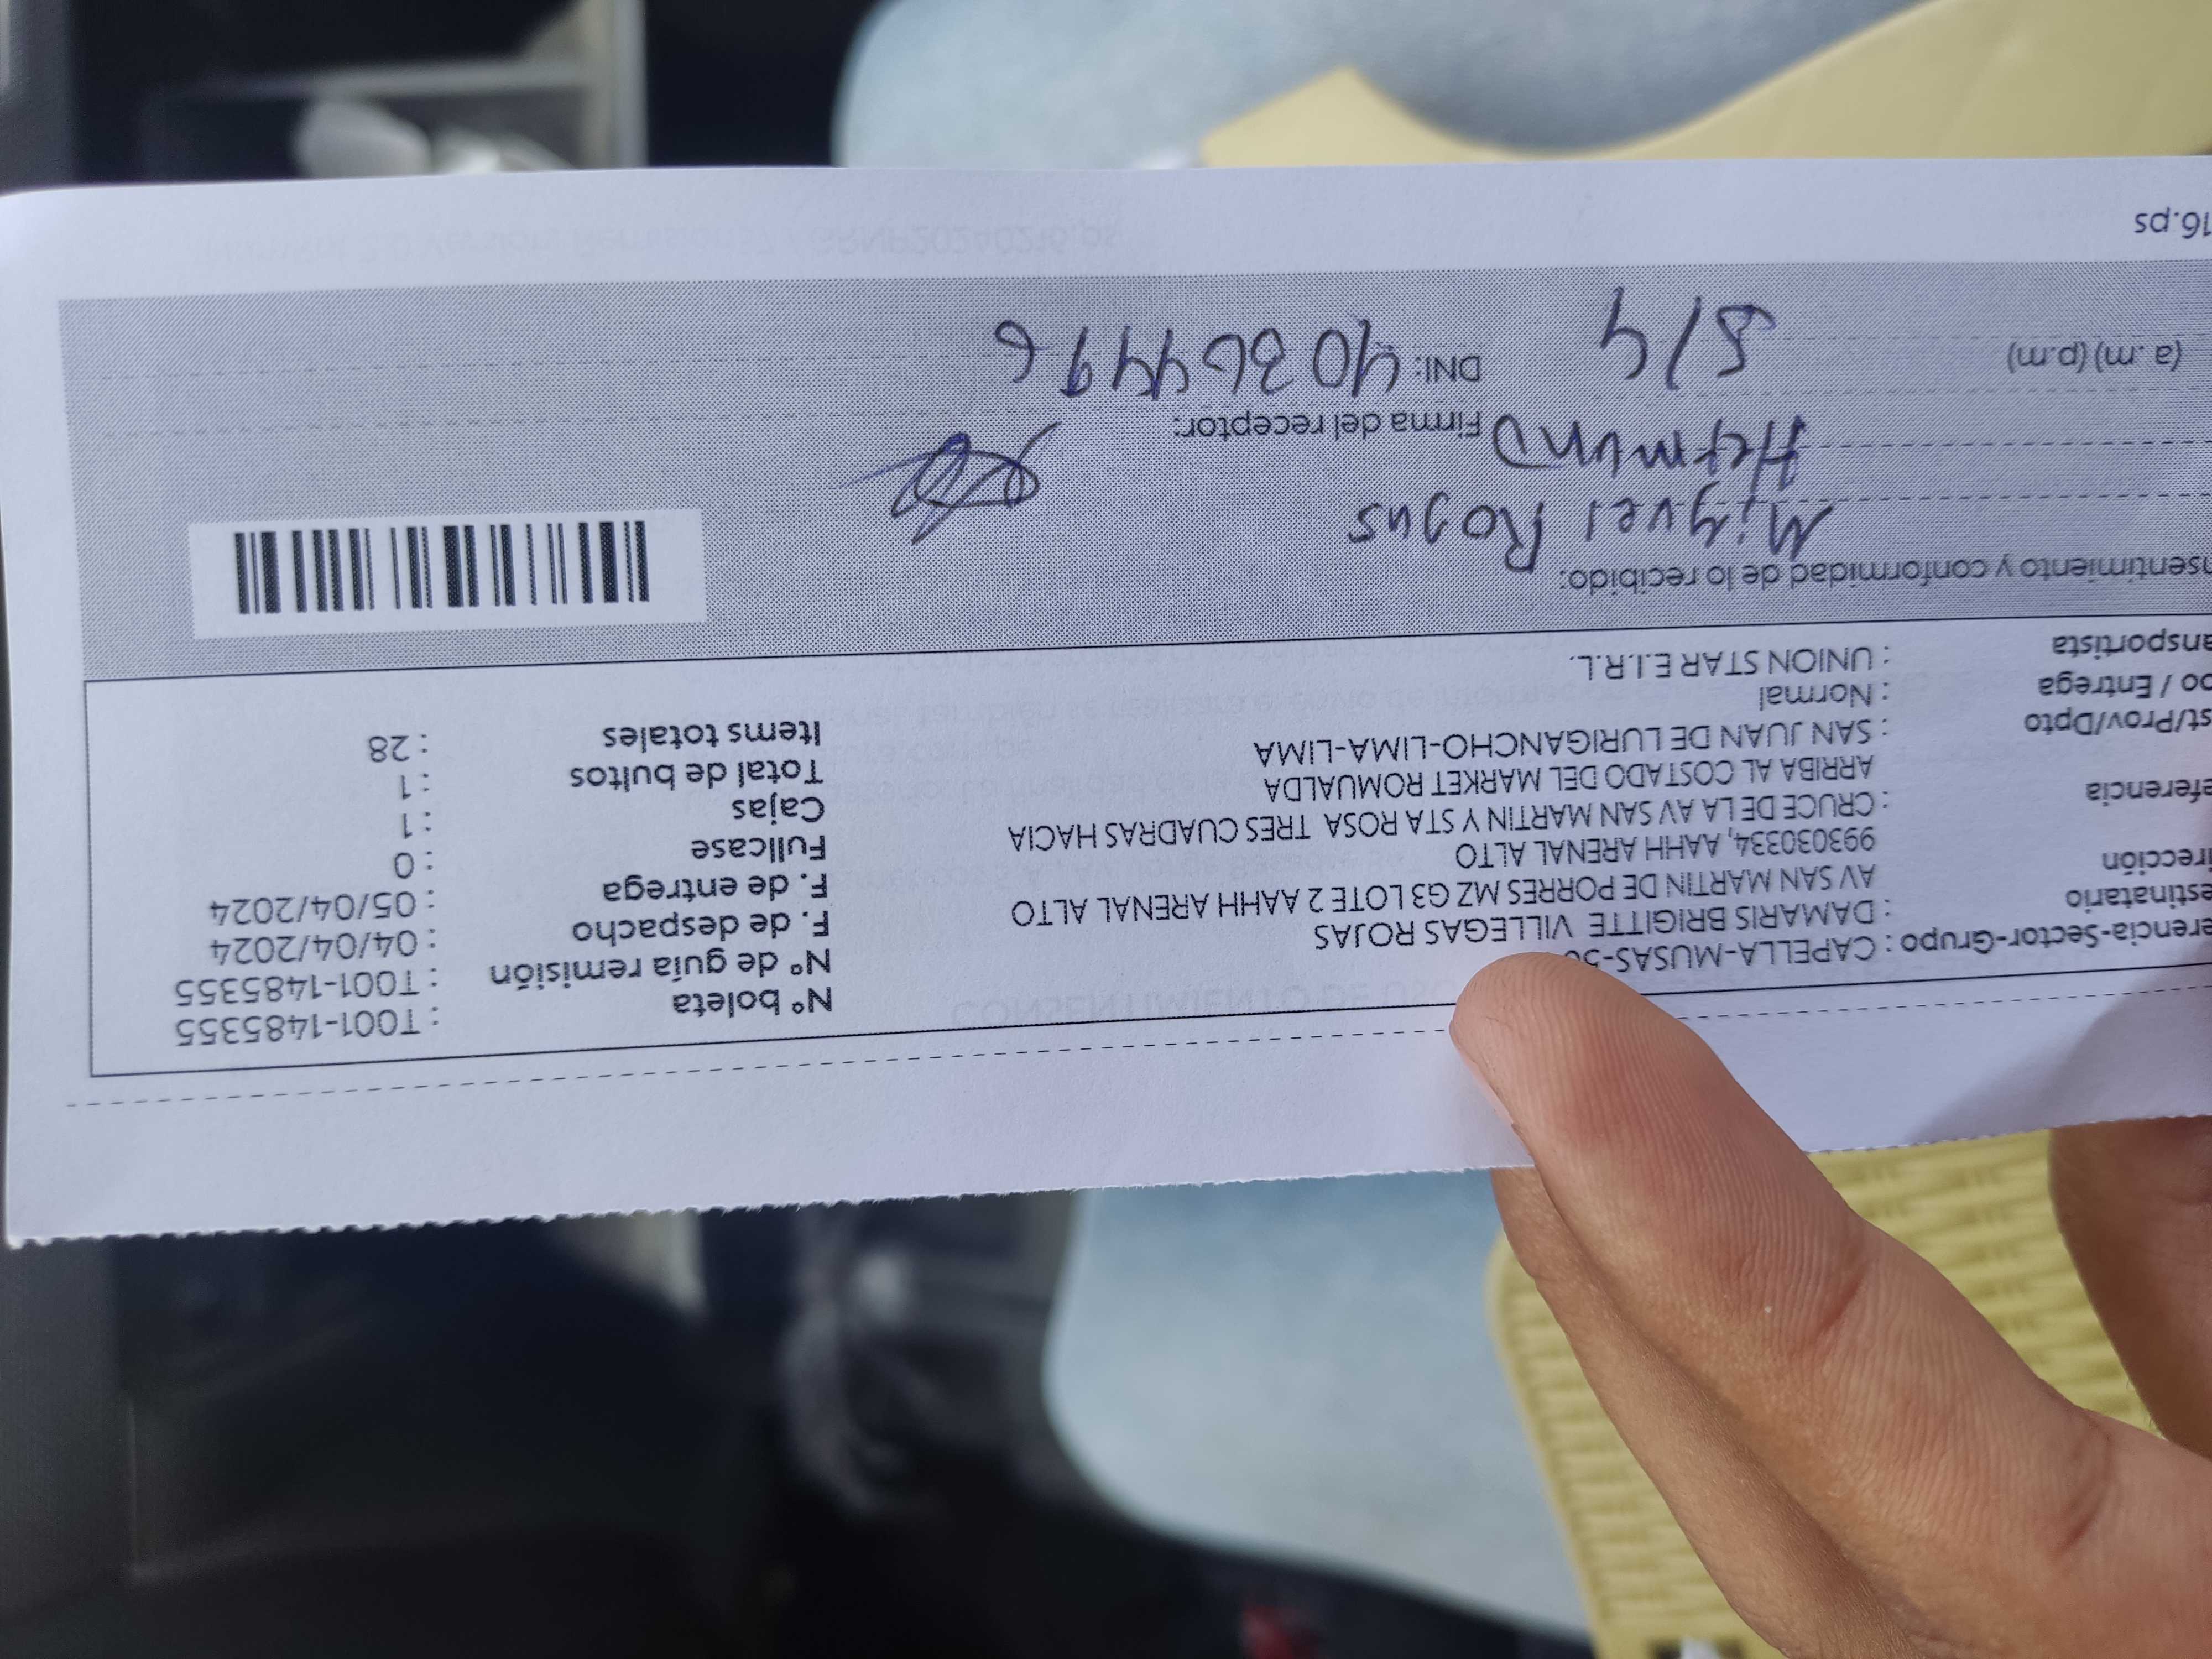 erencia-Sector-Grupo : CAPELLA-MUSAS-50
estinatario : DAMARIS BRIGITTE VILLEGAS ROJAS
irección AV SAN MARTIN DE PORRES MZ G3 LOTE 2 AAHH ARENAL ALTO
993030334, AAHH ARENAL ALTO
eferencia : CRUCE DE LA AV SAN MARTIN Y STA ROSA TRES CUADRAS HACIA
ARRIBA AL COSTADO DEL MARKET ROMUALDA
st/Prov/Dpto : SAN JUAN DE LURIGANCHO-LIMA-LIMA
po / Entrega : Normal
ansportista : UNION STAR E.I.R.L.
N° boleta : T001-1485355
N° de guía remisión : T001-1485355
F. de despacho : 04/04/2024
F. de entrega : 05/04/2024
Fullcase : 0
Cajas : 1
Total de bultos : 1
Items totales : 28
nsentimiento y conformidad de lo recibido:
Miguel Rojas
Firma del receptor:
(a.m) (p.m) 5/4
DNI: 40364496
16.ps